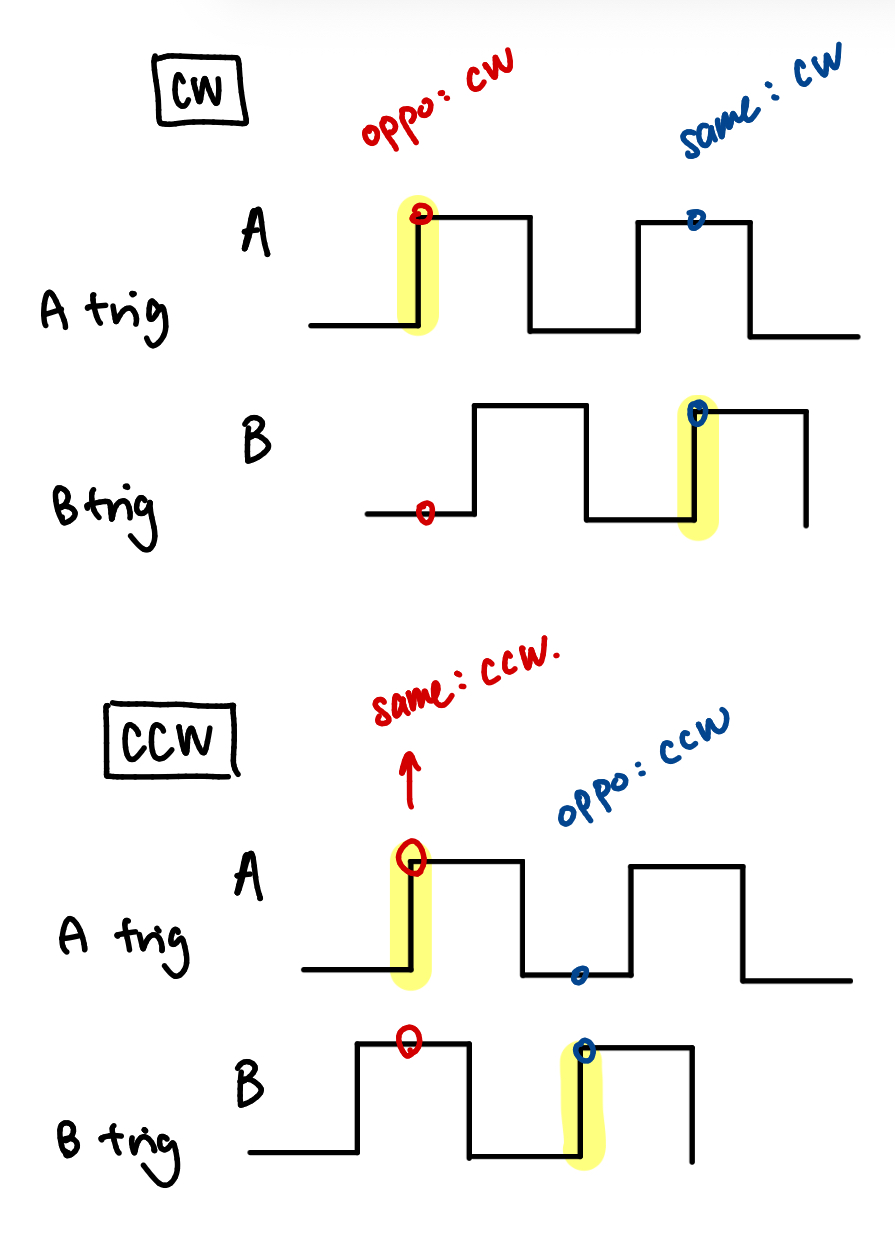 CW
oppo: CW
same: CW
A
A trig
B
B trig
CCW
same: CCW.
oppo: CCW
A
A trig
B
B trig